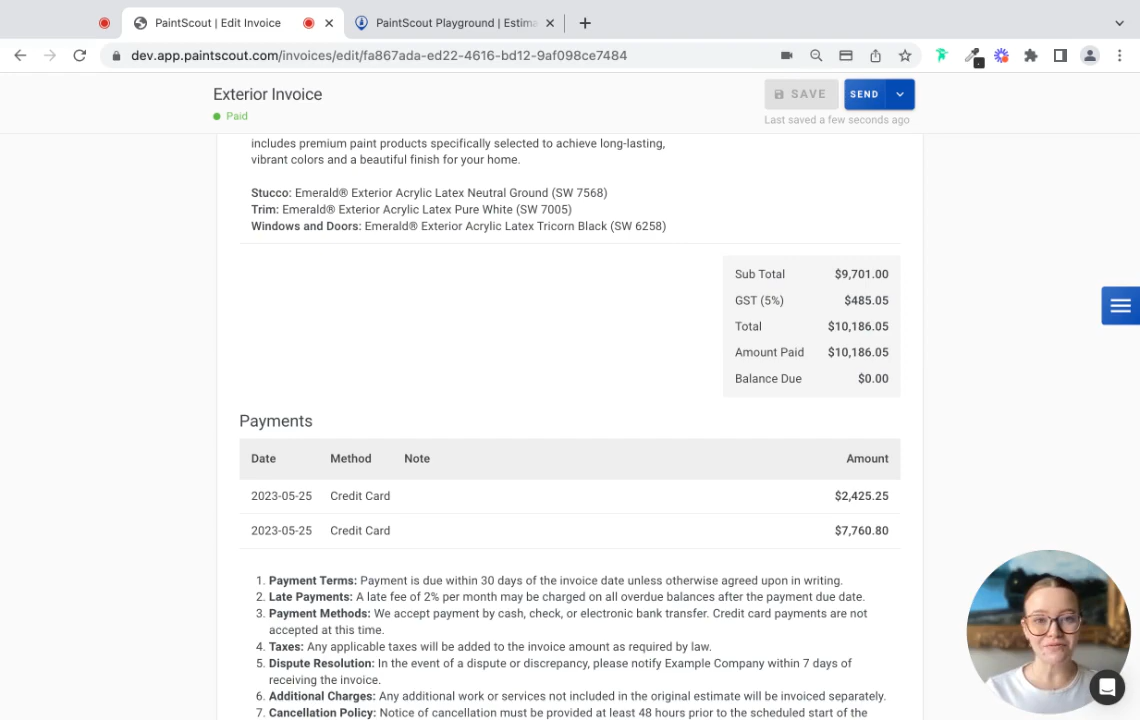 PaintScout | Edit Invoice
PaintScout Playground | Estima
dev.app.paintscout.com/invoices/edit/fa867ada-ed22-4616-bd12-9af098ce7484
Exterior Invoice
Paid
SAVE
SEND
Last saved a few seconds ago
includes premium paint products specifically selected to achieve long-lasting,
vibrant colors and a beautiful finish for your home.
Stucco: Emerald® Exterior Acrylic Latex Neutral Ground (SW 7568)
Trim: Emerald® Exterior Acrylic Latex Pure White (SW 7005)
Windows and Doors: Emerald® Exterior Acrylic Latex Tricorn Black (SW 6258)
Sub Total $9,701.00
GST (5%) $485.05
Total $10,186.05
Amount Paid $10,186.05
Balance Due $0.00
Payments
Date Method Note Amount
2023-05-25 Credit Card $2,425.25
2023-05-25 Credit Card $7,760.80
1. Payment Terms: Payment is due within 30 days of the invoice date unless otherwise agreed upon in writing.
2. Late Payments: A late fee of 2% per month may be charged on all overdue balances after the payment due date.
3. Payment Methods: We accept payment by cash, check, or electronic bank transfer. Credit card payments are not
accepted at this time.
4. Taxes: Any applicable taxes will be added to the invoice amount as required by law.
5. Dispute Resolution: In the event of a dispute or discrepancy, please notify Example Company within 7 days of
receiving the invoice.
6. Additional Charges: Any additional work or services not included in the original estimate will be invoiced separately.
7. Cancellation Policy: Notice of cancellation must be provided at least 48 hours prior to the scheduled start of the